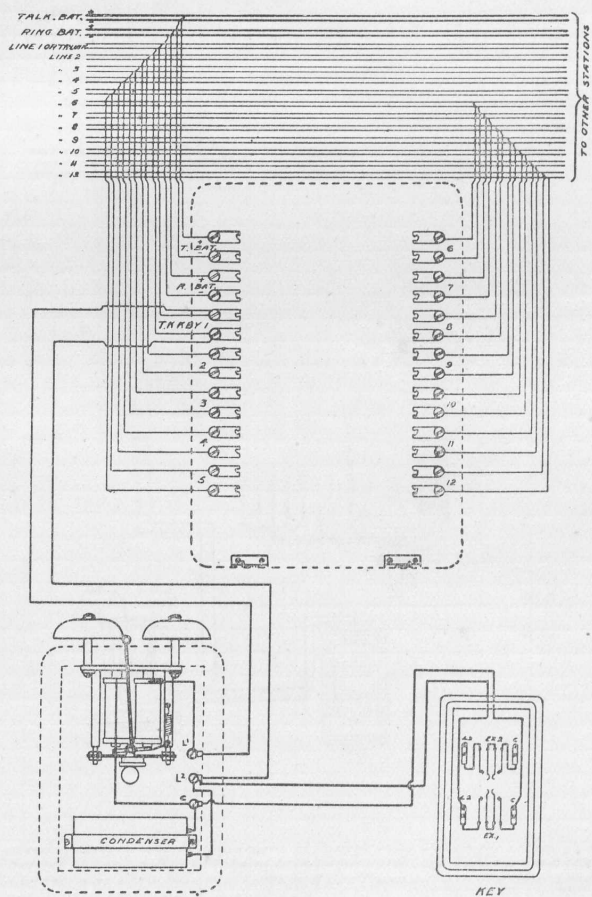 TALK. BAT. + -
RING. BAT. + -
LINE 1 OR TRUNK
LINE 2
" 3
" 4
" 5
" 6
" 7
" 8
" 9
" 10
" 11
" 12
TO OTHER STATIONS
+
T. BAT.
-
+
R. BAT.
-
T.K R BY 1
2
3
4
5
6
7
8
9
10
11
12
L1
L2
C
CONDENSER
C
C
EX.1
KEY